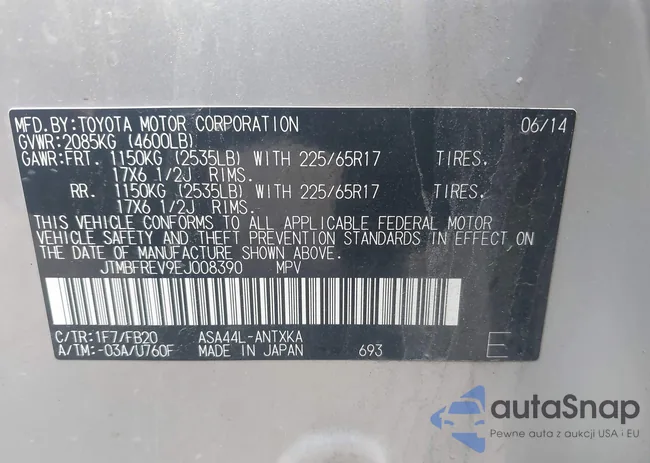 MFD.BY:TOYOTA MOTOR CORPORATION 06/14
GVWR:2085KG (4600LB)
GAWR:FRT. 1150KG (2535LB) WITH 225/65R17 TIRES.
17X6 1/2J RIMS.
RR. 1150KG (2535LB) WITH 225/65R17 TIRES.
17X6 1/2J RIMS.
THIS VEHICLE CONFORMS TO ALL APPLICABLE FEDERAL MOTOR
VEHICLE SAFETY AND THEFT PREVENTION STANDARDS IN EFFECT ON
THE DATE OF MANUFACTURE SHOWN ABOVE.
JTMBFREV9EJ008390 MPV
C/TR:1F7/FB20 ASA44L-ANTXKA
A/TM:-03A/U760F MADE IN JAPAN 693 E
autaSnap
Pewne auta z aukcji USA i EU